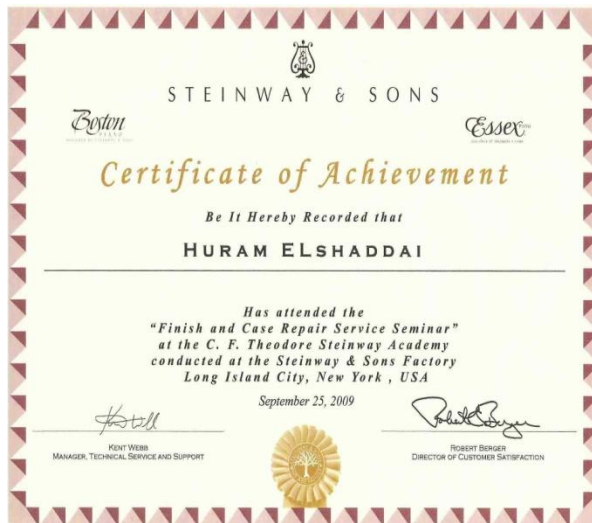 STEINWAY & SONS
Boston
Essex
Certificate of Achievement
Be It Hereby Recorded that
HURAM ELSHADDAI
Has attended the
"Finish and Case Repair Service Seminar"
at the C. F. Theodore Steinway Academy
conducted at the Steinway & Sons Factory
Long Island City, New York , USA
September 25, 2009
KENT WEBB
MANAGER, TECHNICAL SERVICE AND SUPPORT
ROBERT BERGER
DIRECTOR OF CUSTOMER SATISFACTION